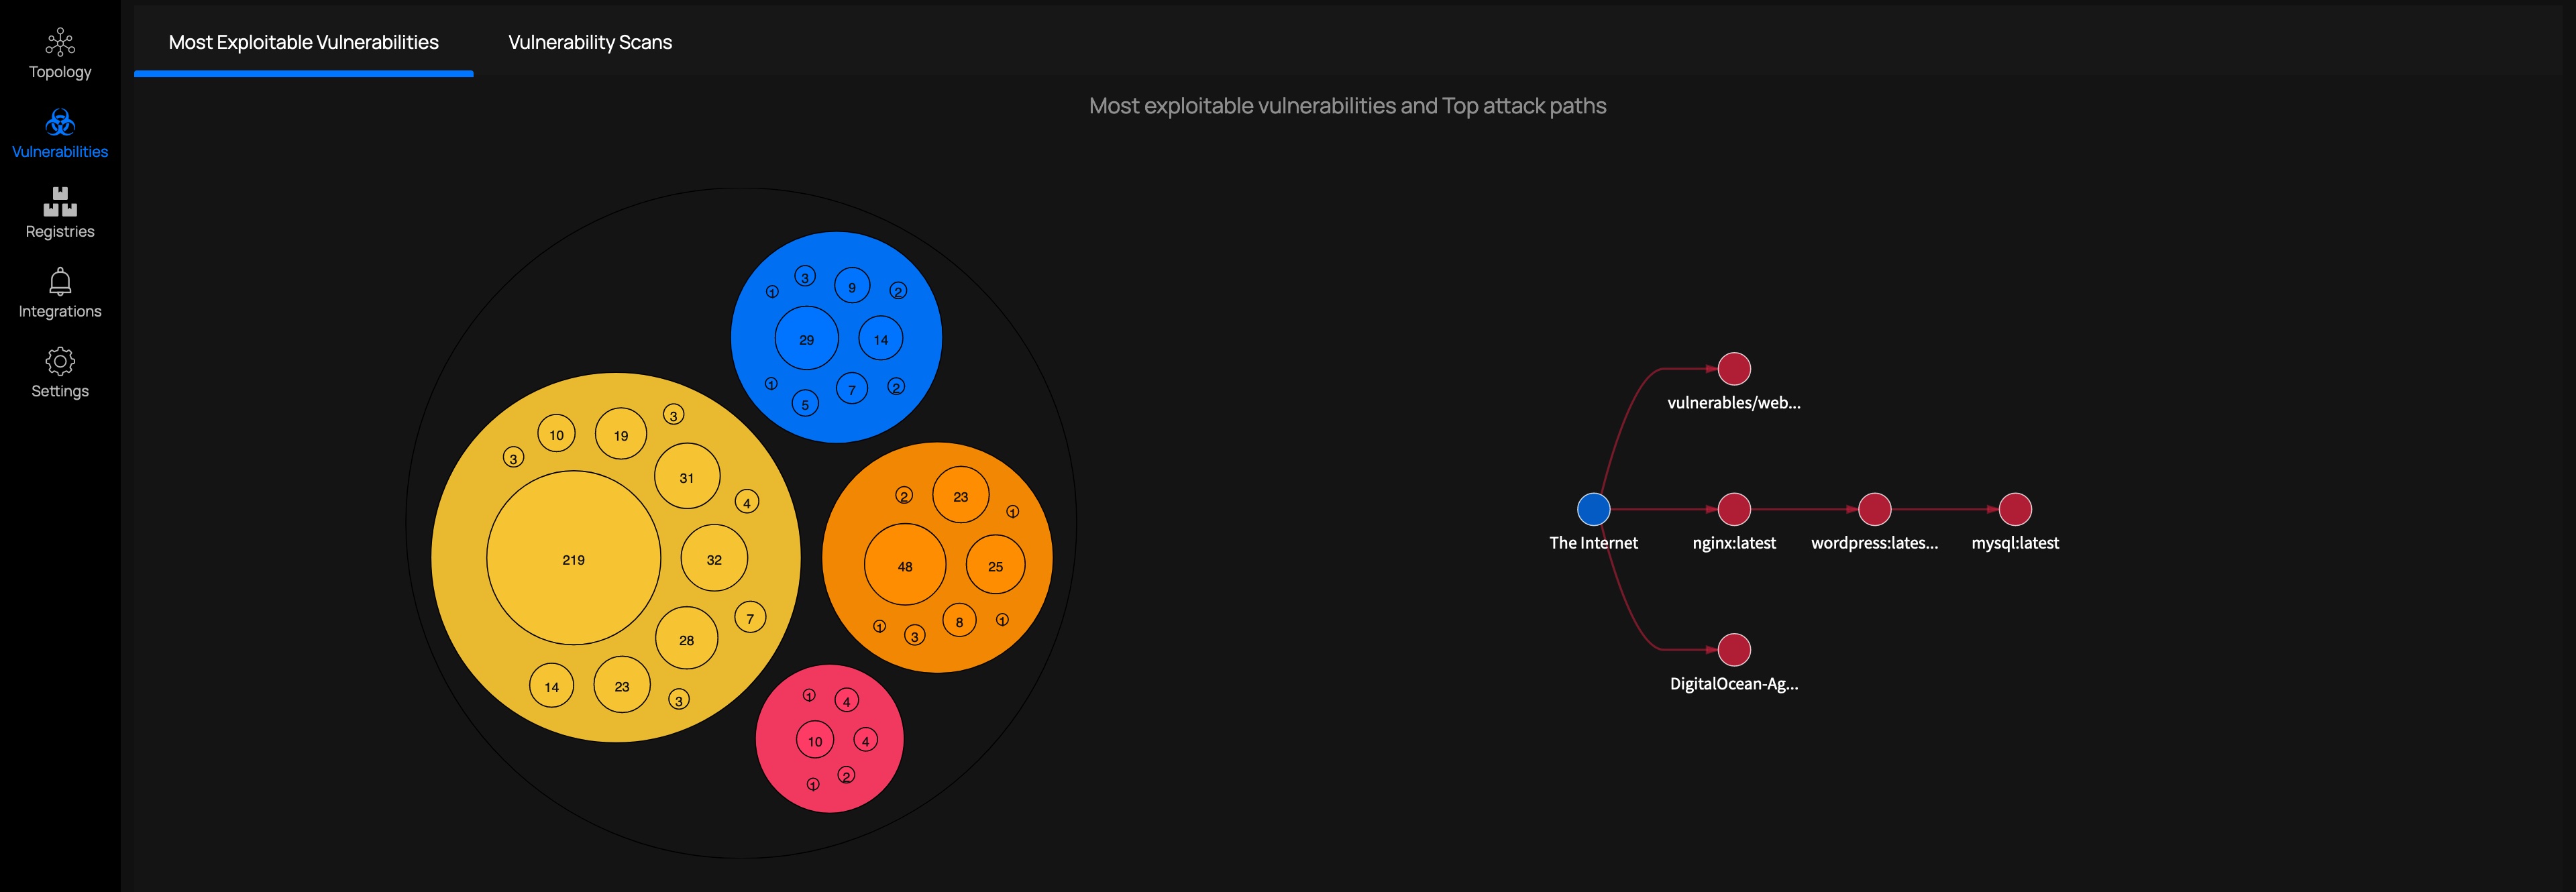 Topology
Vulnerabilities
Registries
Integrations
Settings
Most Exploitable Vulnerabilities
Vulnerability Scans
Most exploitable vulnerabilities and Top attack paths
1
3
9
2
29
14
1
5
7
2
3
10
19
3
31
4
219
32
7
28
14
23
3
2
23
1
48
25
1
3
8
1
1
4
10
4
1
2
vulnerables/web...
The Internet
nginx:latest
wordpress:lates...
mysql:latest
DigitalOcean-Ag...